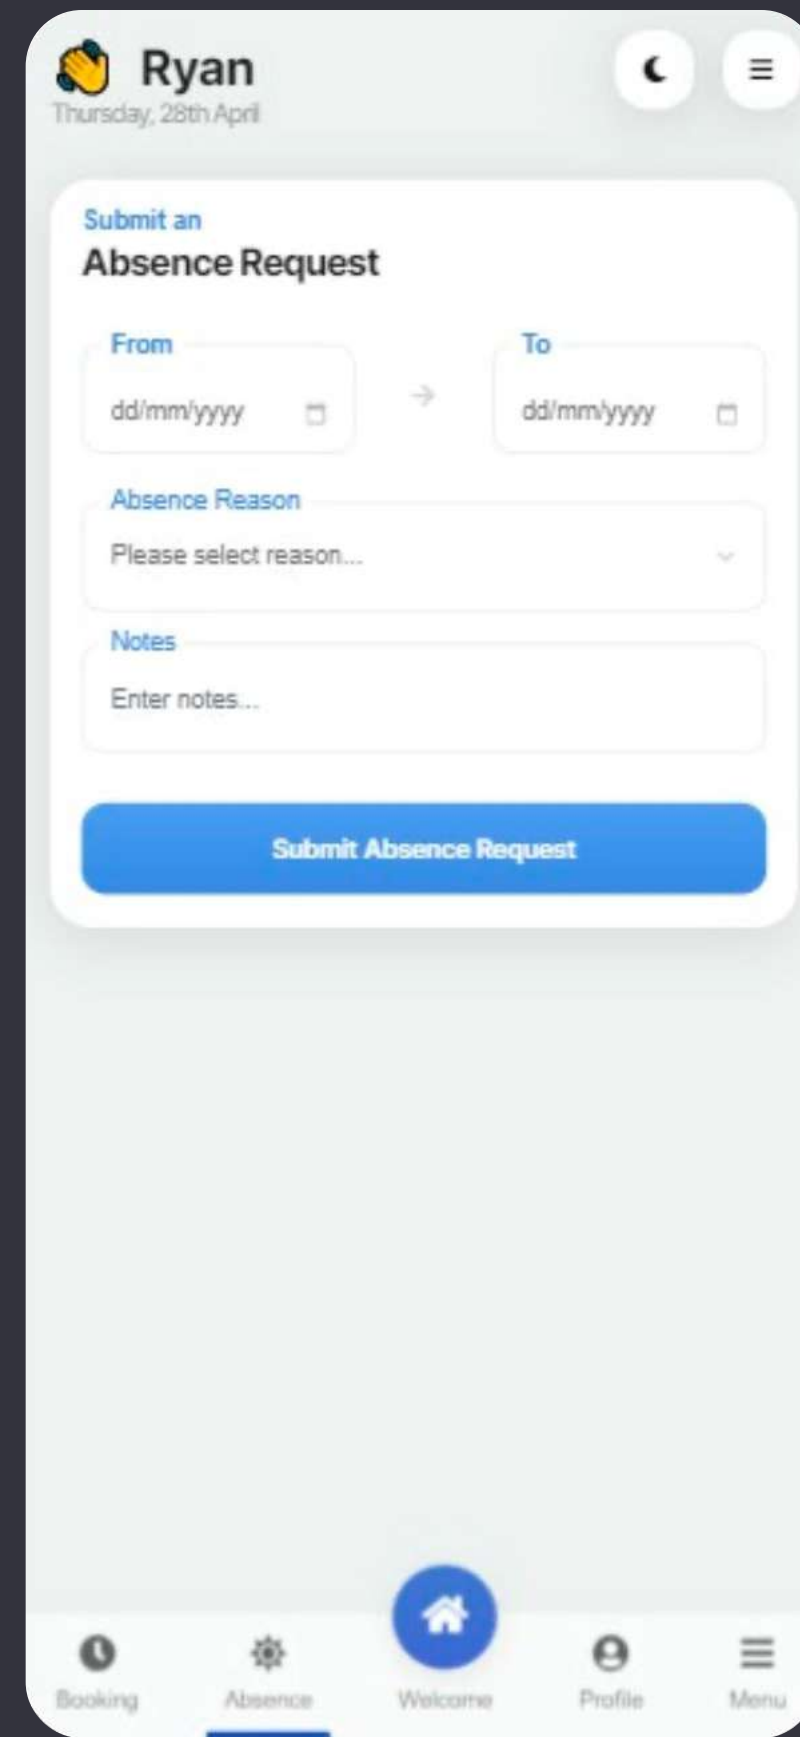 Ryan
Thursday, 28th April
Submit an
Absence Request
From
To
dd/mm/yyyy
dd/mm/yyyy
Absence Reason
Please select reason...
Notes
Enter notes...
Submit Absence Request
Booking
Absence
Welcome
Profile
Menu